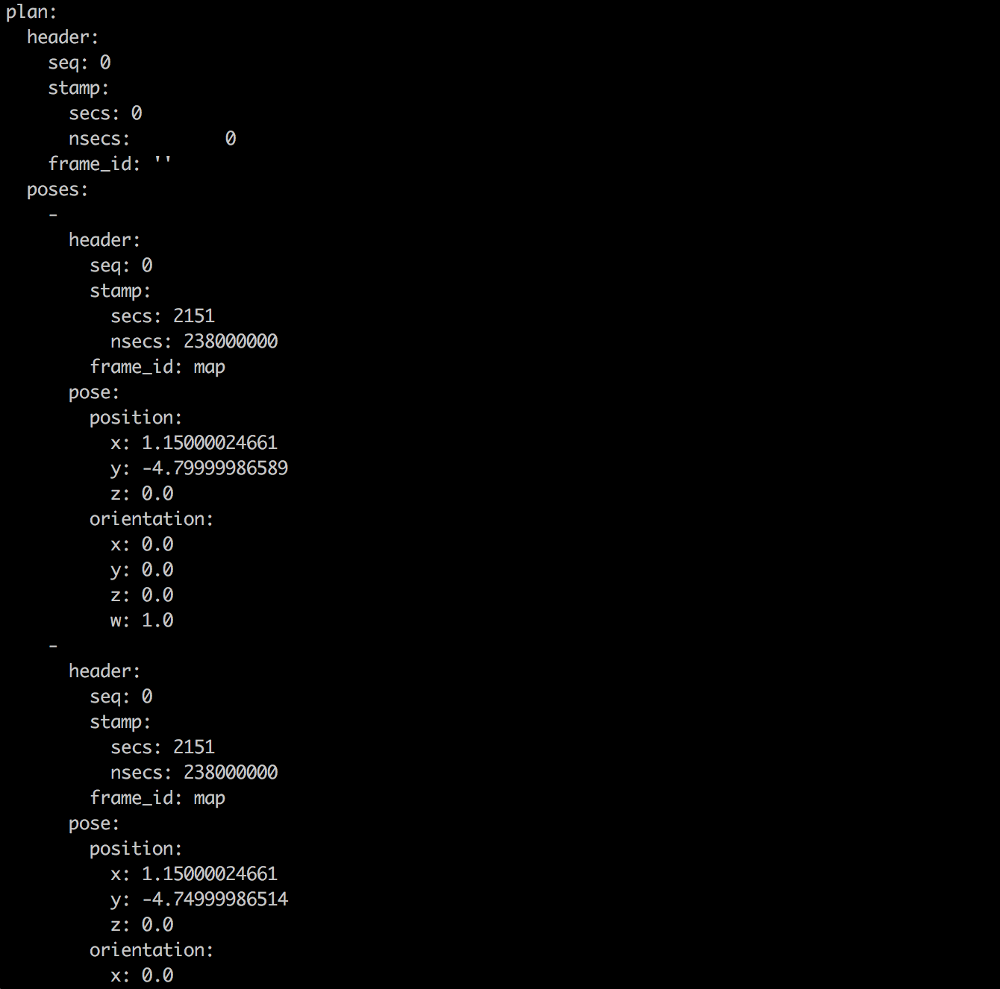 plan:
  header:
    seq: 0
    stamp:
      secs: 0
      nsecs:         0
    frame_id: ''
  poses:
    -
      header:
        seq: 0
        stamp:
          secs: 2151
          nsecs: 238000000
        frame_id: map
      pose:
        position:
          x: 1.15000024661
          y: -4.79999986589
          z: 0.0
        orientation:
          x: 0.0
          y: 0.0
          z: 0.0
          w: 1.0
    -
      header:
        seq: 0
        stamp:
          secs: 2151
          nsecs: 238000000
        frame_id: map
      pose:
        position:
          x: 1.15000024661
          y: -4.74999986514
          z: 0.0
        orientation:
          x: 0.0